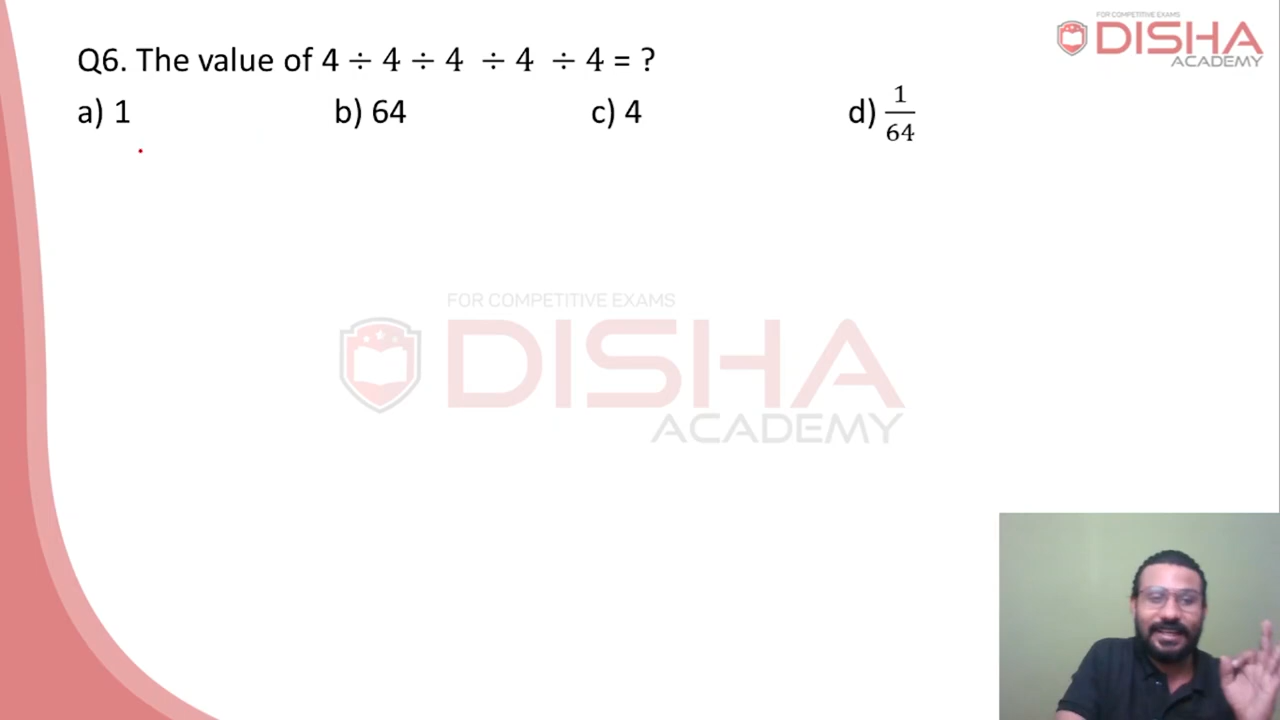 FOR COMPETITIVE EXAMS
DISHA
ACADEMY
Q6. The value of 4 ÷ 4 ÷ 4 ÷ 4 ÷ 4 = ?
a) 1 b) 64 c) 4 d) 1/64
FOR COMPETITIVE EXAMS
DISHA
ACADEMY